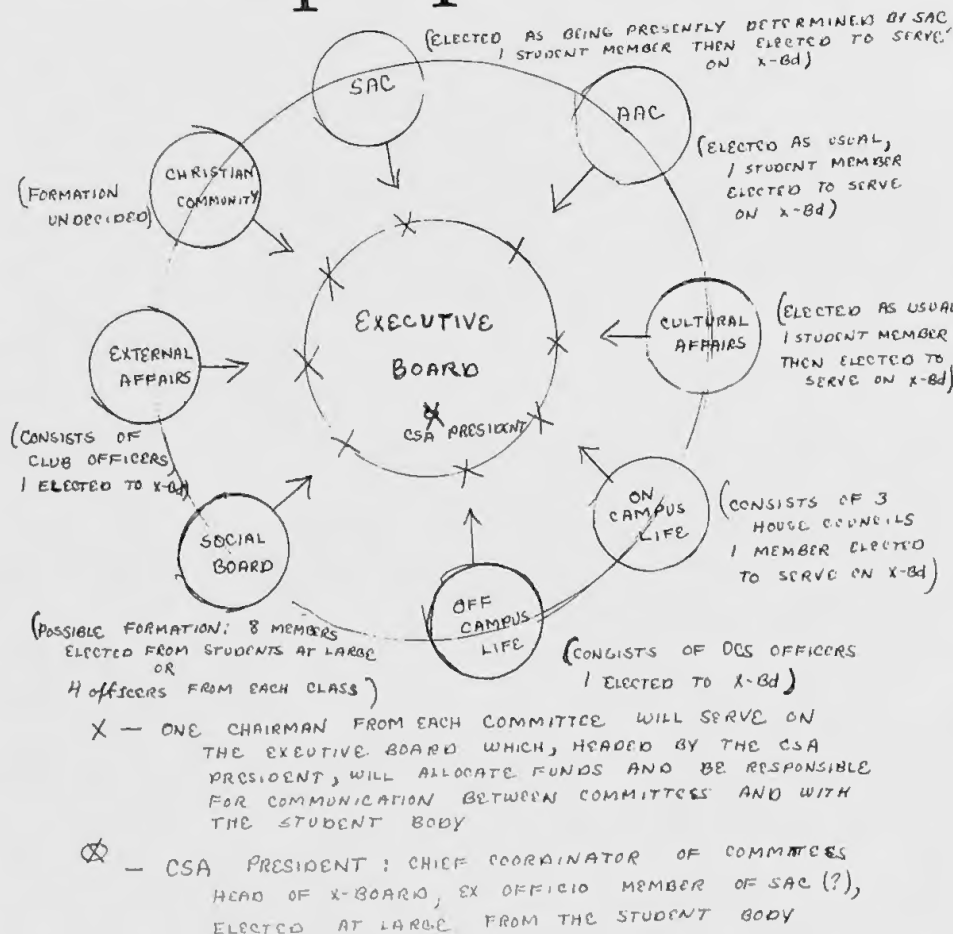 (ELECTED AS BEING PRESENTLY DETERMINED BY SAC,
1 STUDENT MEMBER THEN ELECTED TO SERVE
ON X-Bd)
SAC
AAC
(ELECTED AS USUAL,
1 STUDENT MEMBER
ELECTED TO SERVE
ON X-Bd)
CHRISTIAN
COMMUNITY
(FORMATION
UNDECIDED)
EXECUTIVE
BOARD
CSA PRESIDENT
CULTURAL
AFFAIRS
(ELECTED AS USUAL
1 STUDENT MEMBER
THEN ELECTED TO
SERVE ON X-Bd)
EXTERNAL
AFFAIRS
(CONSISTS OF
CLUB OFFICERS,
1 ELECTED TO X-Bd)
ON
CAMPUS
LIFE
(CONSISTS OF 3
HOUSE COUNCILS
1 MEMBER ELECTED
TO SERVE ON X-Bd)
SOCIAL
BOARD
(POSSIBLE FORMATION: 8 MEMBERS
ELECTED FROM STUDENTS AT LARGE
OR
4 OFFICERS FROM EACH CLASS)
OFF
CAMPUS
LIFE
(CONSISTS OF OCS OFFICERS
1 ELECTED TO X-Bd)
X — ONE CHAIRMAN FROM EACH COMMITTEE WILL SERVE ON
THE EXEUTIVE BOARD WHICH, HEADED BY THE CSA
PRESIDENT, WILL ALLOCATE FUNDS AND BE RESPONSIBLE
FOR COMMUNICATION BETWEEN COMMITTESS AND WITH
THE STUDENT BODY
Ⓧ — CSA PRESIDENT: CHIEF COORDINATOR OF COMMITEES
HEAD OF X-BOARD, EX OFFICIO MEMBER OF SAC (?),
ELECTED AT LARGE FROM THE STUDENT BODY